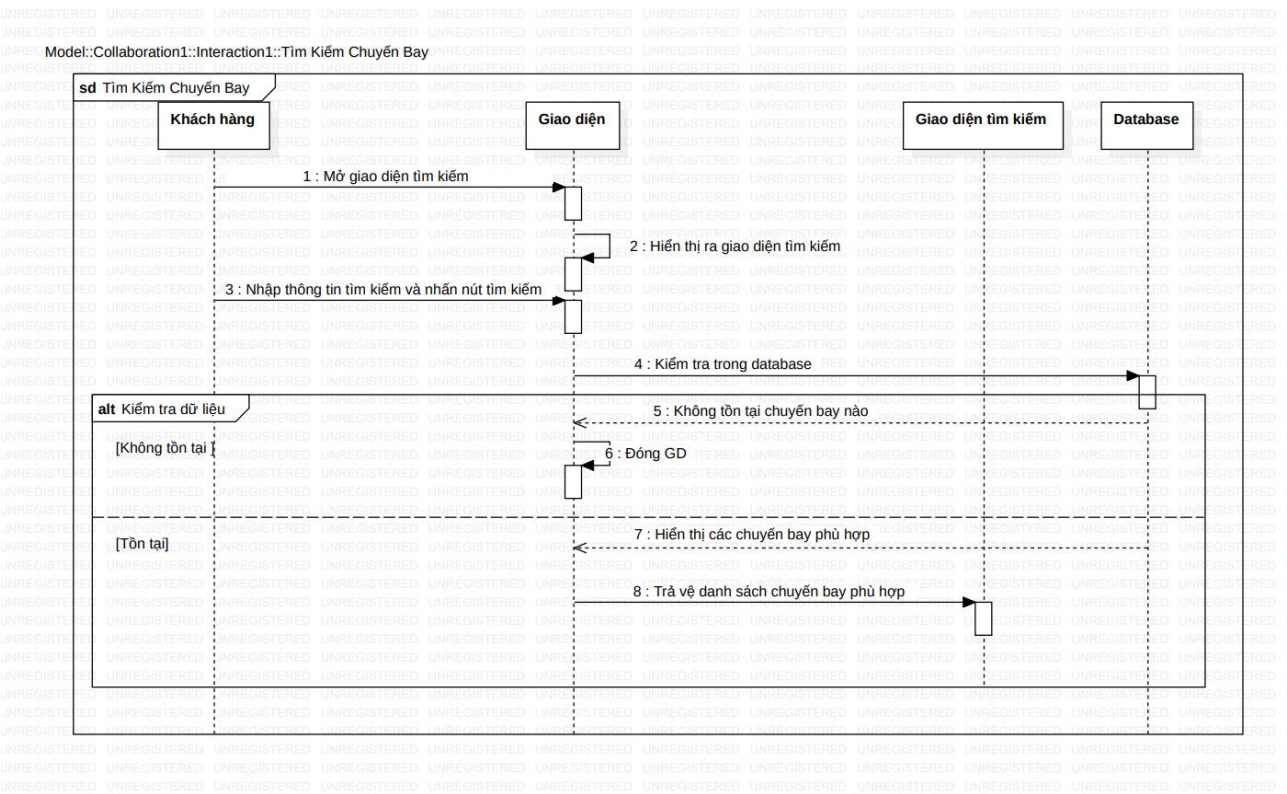 Model::Collaboration1::Interaction1::Tìm Kiếm Chuyến Bay
sd Tìm Kiếm Chuyến Bay
Khách hàng
Giao diện
Giao diện tìm kiếm
Database
1 : Mở giao diện tìm kiếm
2 : Hiển thị ra giao diện tìm kiếm
3 : Nhập thông tin tìm kiếm và nhấn nút tìm kiếm
4 : Kiểm tra trong database
alt Kiểm tra dữ liệu
5 : Không tồn tại chuyến bay nào
[Không tồn tại ]
6 : Đóng GD
7 : Hiển thị các chuyến bay phù hợp
[Tồn tại]
8 : Trả vệ danh sách chuyến bay phù hợp
UNREGISTERED